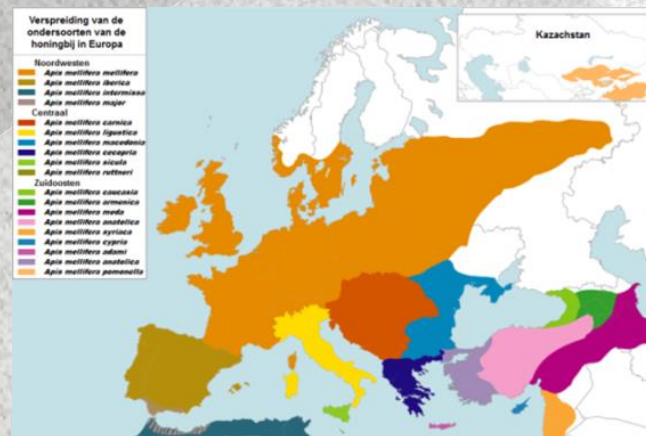 Verspreiding van de
ondersoorten van de
honingbij in Europa
Noordwesten
Apis mellifera mellifera
Apis mellifera iberica
Apis mellifera intermissa
Apis mellifera major
Centraal
Apis mellifera carnica
Apis mellifera ligustica
Apis mellifera macedonia
Apis mellifera cecropia
Apis mellifera sicula
Apis mellifera ruttneri
Zuidoosten
Apis mellifera caucasia
Apis mellifera armenica
Apis mellifera meda
Apis mellifera anatolica
Apis mellifera syriaca
Apis mellifera cypria
Apis mellifera adami
Apis mellifera anatolica
Apis mellifera pomonella
Kazachstan